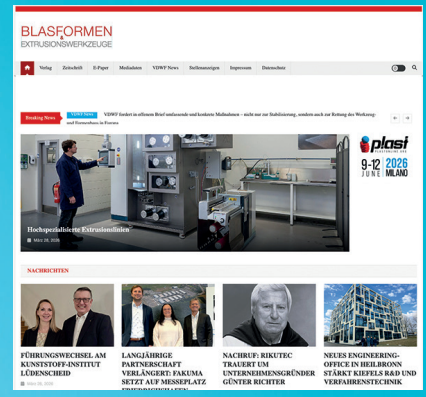 BLASFORMEN
&
EXTRUSIONSWERKZEUGE
Verlag Zeitschrift E-Paper Mediadaten VDWF News Stellenanzeigen Impressum Datenschutz
Breaking News
VDWF News
VDWF fordert in offenem Brief umfassende und konkrete Maßnahmen – nicht nur zur Stabilisierung, sondern auch zur Rettung des Werkzeug-
und Formenbaus in Europa
plast
9-12 2026
JUNE MILANO
Hochspezialisierte Extrusionslinien
März 28, 2026
NACHRICHTEN
FÜHRUNGSWECHSEL AM
KUNSTSTOFF-INSTITUT
LÜDENSCHEID
März 28, 2026
LANGJÄHRIGE
PARTNERSCHAFT
VERLÄNGERT: FAKUMA
SETZT AUF MESSEPLATZ
FRIEDRICHSHAFEN
NACHRUF: RIKUTEC
TRAUERT UM
UNTERNEHMENSGRÜNDER
GÜNTER RICHTER
NEUES ENGINEERING-
OFFICE IN HEILBRONN
STÄRKT KIEFELS R&D UND
VERFAHRENSTECHNIK